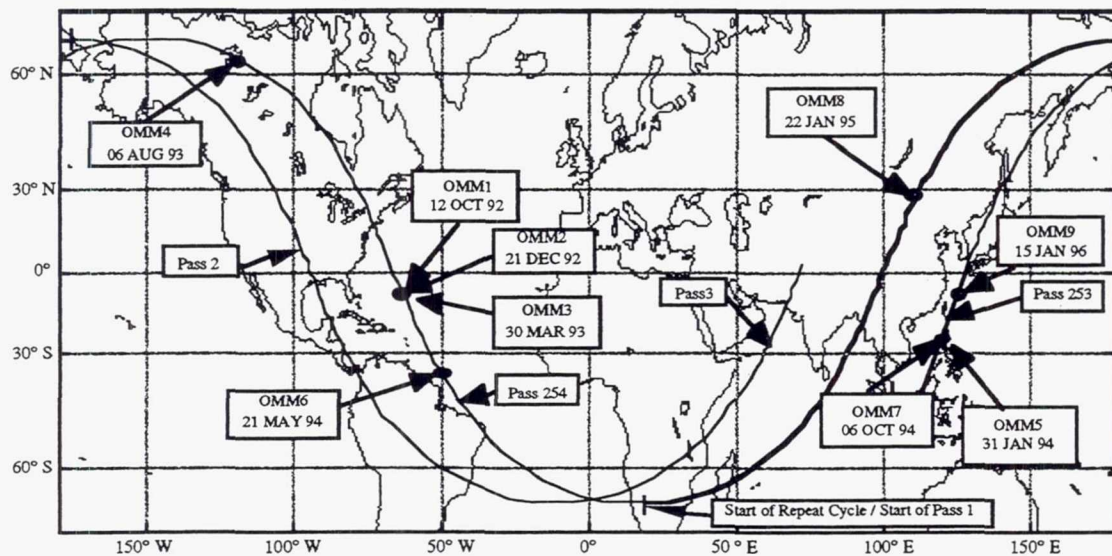 60° N
OMM4
06 AUG 93
OMM8
22 JAN 95
30° N
OMM1
12 OCT 92
OMM2
21 DEC 92
OMM9
15 JAN 96
Pass 2
0°
Pass3
Pass 253
OMM3
30 MAR 93
30° S
OMM6
21 MAY 94
Pass 254
OMM7
06 OCT 94
OMM5
31 JAN 94
60° S
Start of Repeat Cycle / Start of Pass 1
150° W
100° W
50° W
0°
50° E
100° E
150° E